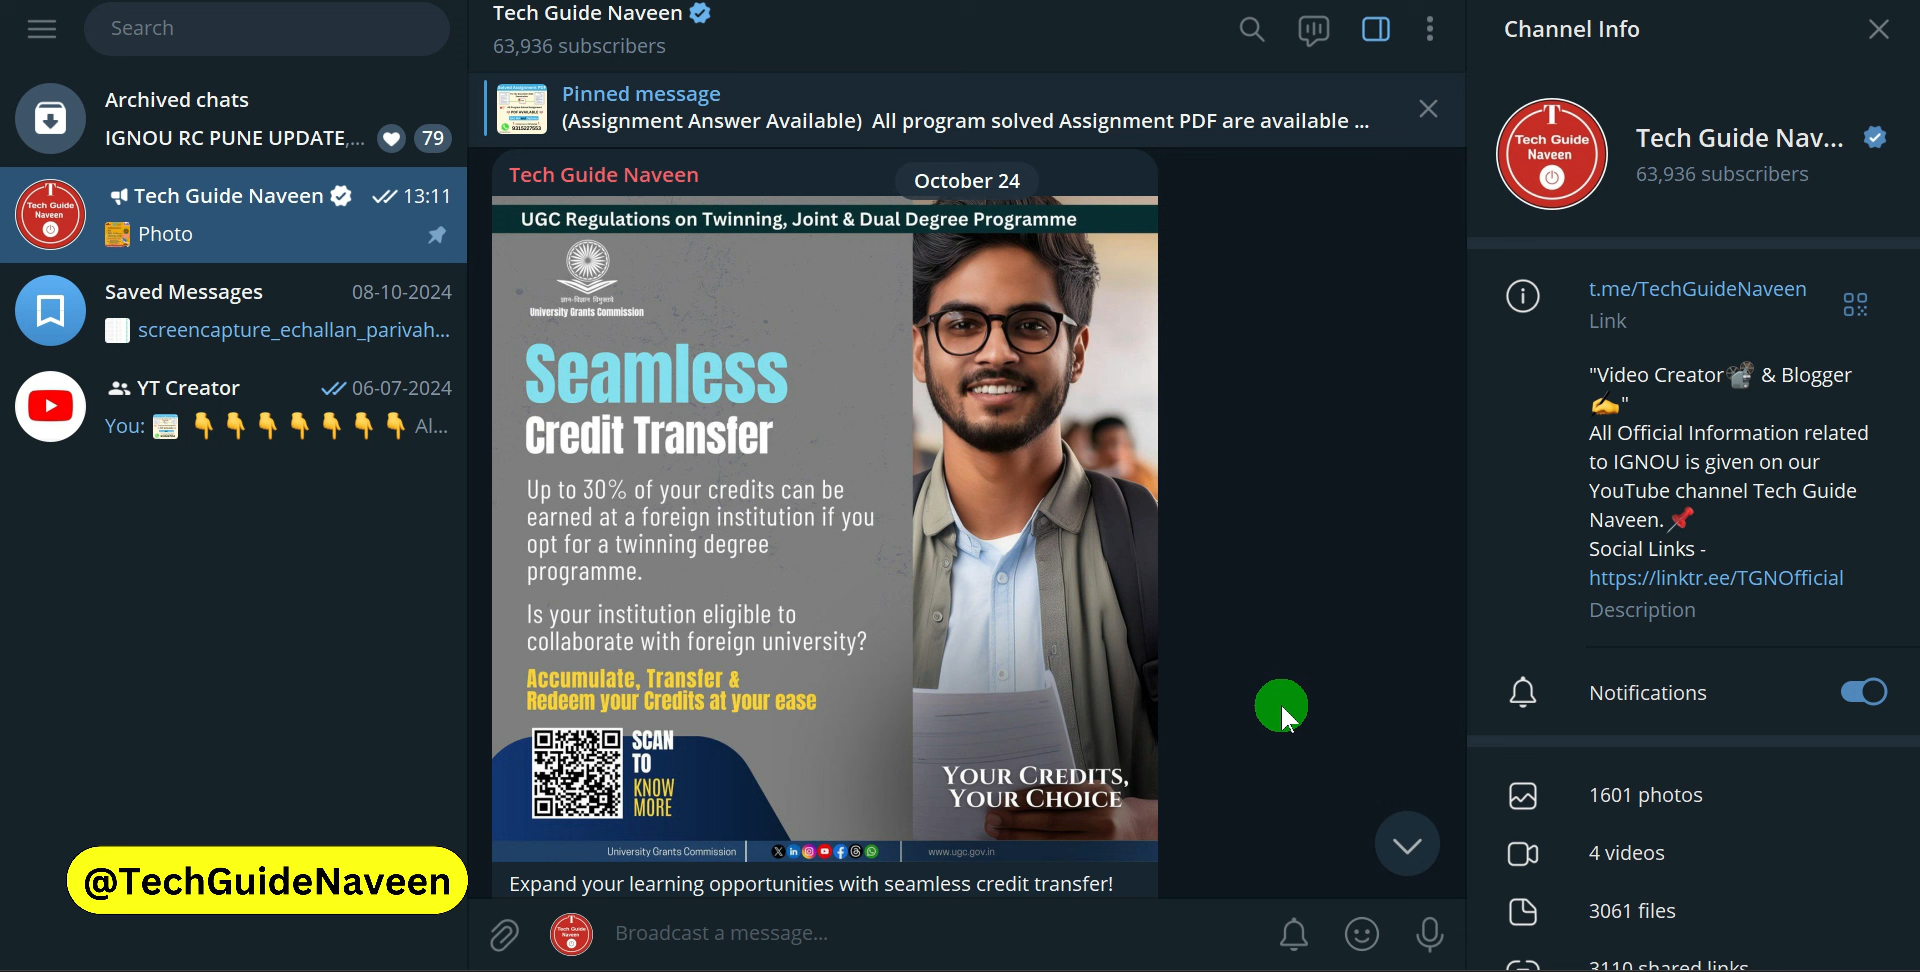 Search
Archived chats
IGNOU RC PUNE UPDATE,... 79
Tech Guide Naveen 13:11
Photo
Saved Messages 08-10-2024
screencapture_echallan_parivah...
YT Creator 06-07-2024
You: 👇👇👇👇👇👇👇 Al...
@TechGuideNaveen
Tech Guide Naveen
63,936 subscribers
Pinned message
(Assignment Answer Available) All program solved Assignment PDF are available ...
Tech Guide Naveen
October 24
UGC Regulations on Twinning, Joint & Dual Degree Programme
ज्ञान-विज्ञान विमुक्तये
University Grants Commission
Seamless
Credit Transfer
Up to 30% of your credits can be
earned at a foreign institution if you
opt for a twinning degree
programme.
Is your institution eligible to
collaborate with foreign university?
Accumulate, Transfer &
Redeem your Credits at your ease
SCAN
TO
KNOW
MORE
YOUR CREDITS,
YOUR CHOICE
University Grants Commission
www.ugc.gov.in
Expand your learning opportunities with seamless credit transfer!
Broadcast a message...
Channel Info
Tech Guide Nav...
63,936 subscribers
Tech Guide
Naveen
t.me/TechGuideNaveen
Link
"Video Creator📽 & Blogger
✍"
All Official Information related
to IGNOU is given on our
YouTube channel Tech Guide
Naveen.📌
Social Links -
https://linktr.ee/TGNOfficial
Description
Notifications
1601 photos
4 videos
3061 files
3110 shared links